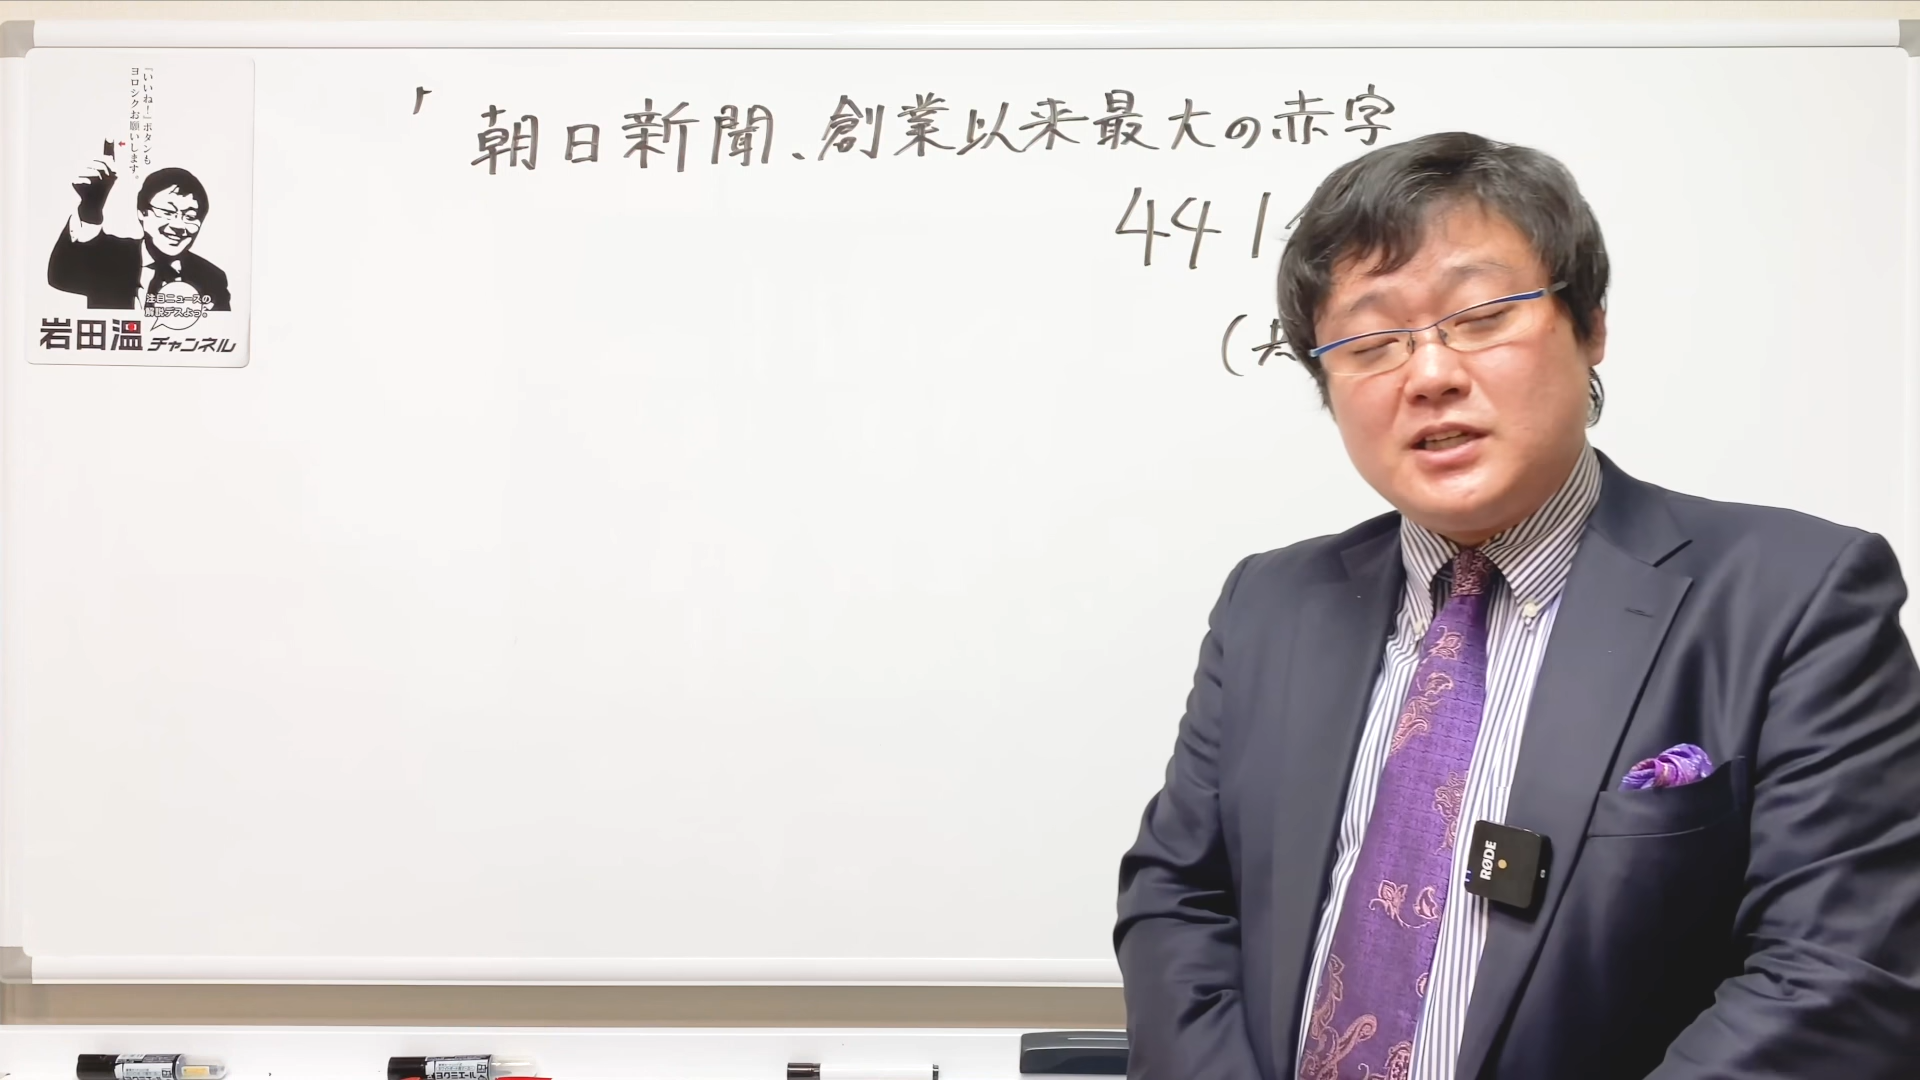 「いいね！」ボタンも
ヨロシクお願いします。
注目ニュースの
解説デスよっ。
岩田温 チャンネル
「朝日新聞、創業以来最大の赤字
441
(共
RØDE